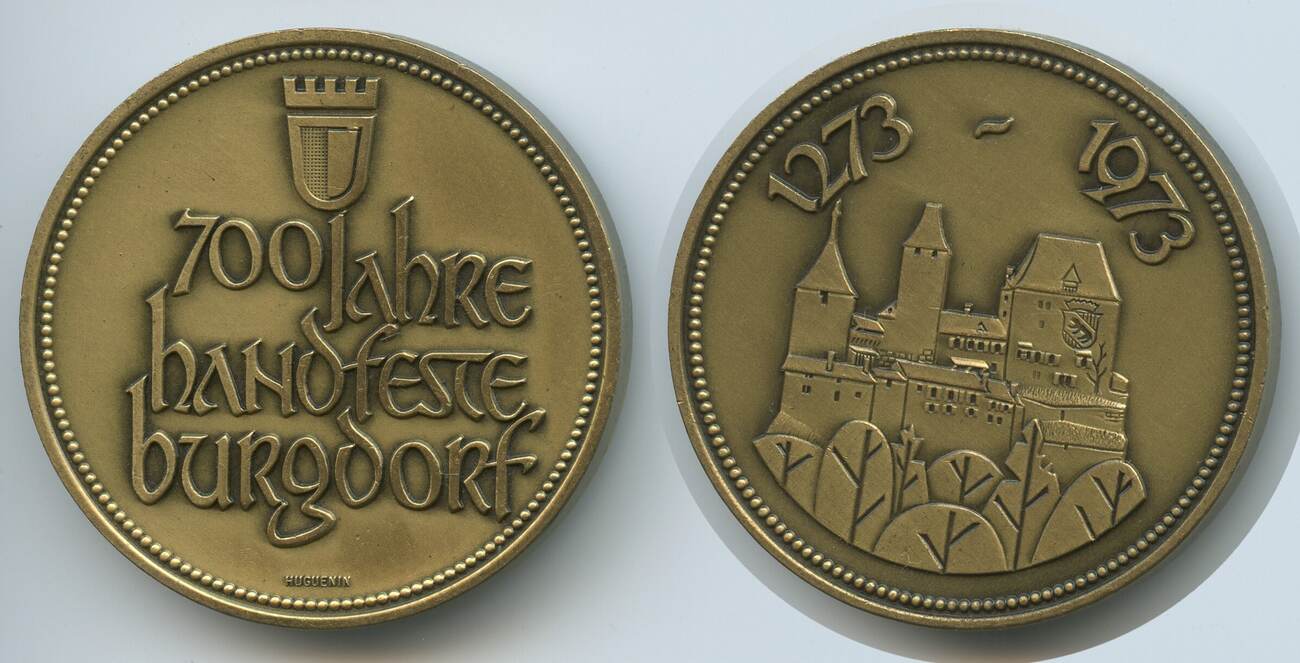 700 Jahre
handfeste
burgdorf
HUGUENIN
1273 - 1973